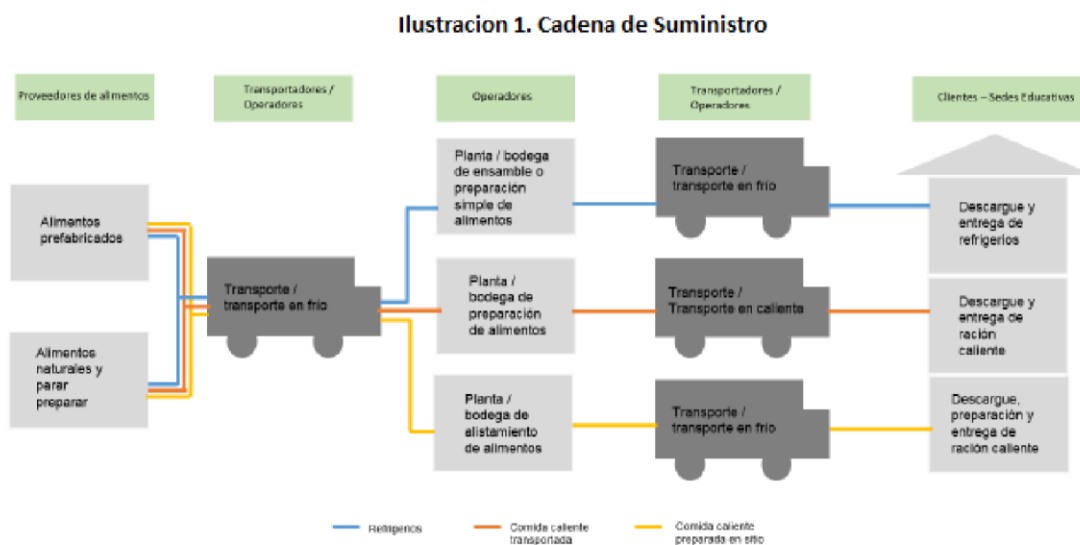 Ilustracion 1. Cadena de Suministro
Proveedores de alimentos
Transportadores /
Operadores
Operadores
Transportadores /
Operadores
Clientes – Sedes Educativas
Alimentos
prefabricados
Alimentos
naturales y
parar
preparar
Transporte /
transporte en frío
Planta / bodega
de ensamble o
preparación
simple de
alimentos
Planta /
bodega de
preparación
de alimentos
Planta /
bodega de
alistamiento
de alimentos
Transporte /
transporte en frío
Transporte /
Transporte en caliente
Transporte /
transporte en frío
Descargue y
entrega de
refrigerios
Descargue y
entrega de
ración
caliente
Descargue,
preparación y
entrega de
ración caliente
Refrigerios
Comida caliente
transportada
Comida caliente
preparada en sitio